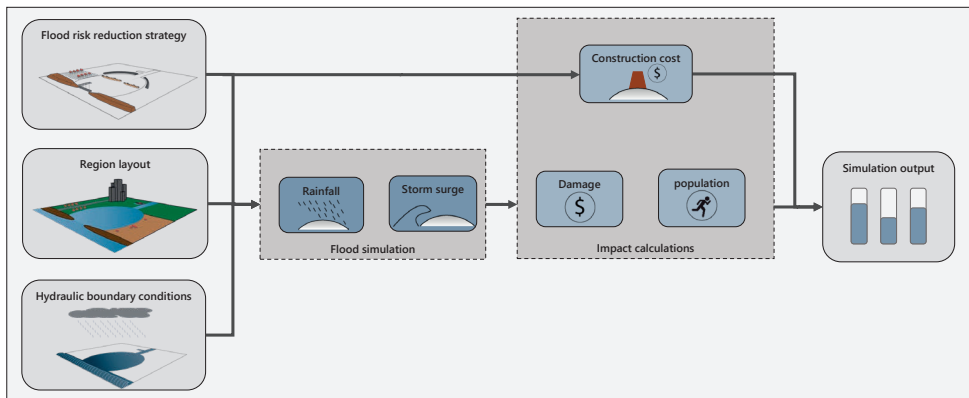 Flood risk reduction strategy
Region layout
Hydraulic boundary conditions
Rainfall
Storm surge
Flood simulation
Construction cost
$
Damage
$
population
Impact calculations
Simulation output